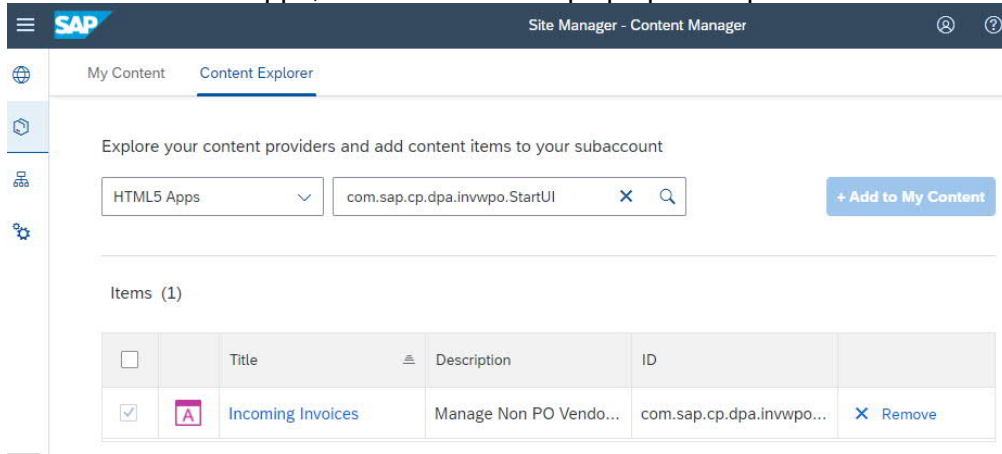 SAP
Site Manager - Content Manager
My Content
Content Explorer
Explore your content providers and add content items to your subaccount
HTML5 Apps
com.sap.cp.dpa.invwpo.StartUI
+ Add to My Content
Items (1)
Title
Description
ID
A
Incoming Invoices
Manage Non PO Vendo...
com.sap.cp.dpa.invwpo...
Remove